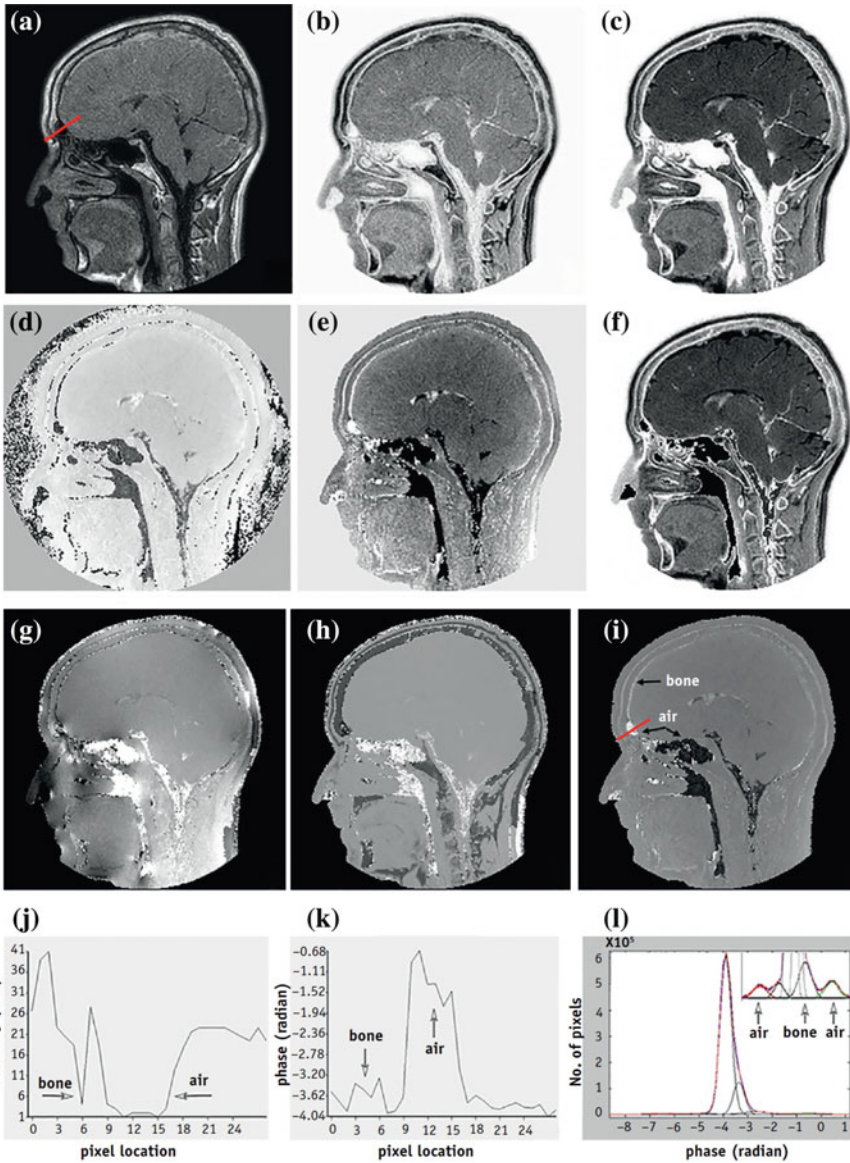 (a) (b) (c)
(d) (e) (f)
(g) (h) (i)
bone
air
(j) (k) (l)
41
36
31
26
21
16
11
6
1
bone
air
0 3 6 9 12 15 18 21 24
pixel location
phase (radian)
-0.68
-1.11
-1.52
-1.94
-2.36
-2.78
-3.20
-3.62
-4.04
bone
air
0 3 6 9 12 15 18 21 24
pixel location
X10⁵
No. of pixels
6
5
4
3
2
1
0
air bone air
-8 -7 -6 -5 -4 -3 -2 -1 0 1
phase (radian)